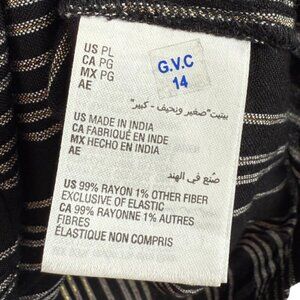 US PL
CA PG
MX PG
AE
G.V.C
14
بيتيت "صغير ونحيف - كبير"
US MADE IN INDIA
CA FABRIQUÉ EN INDE
MX HECHO EN INDIA
AE
صنع في الهند
US 99% RAYON 1% OTHER FIBER
EXCLUSIVE OF ELASTIC
CA 99% RAYONNE 1% AUTRES
FIBRES
ÉLASTIQUE NON COMPRIS